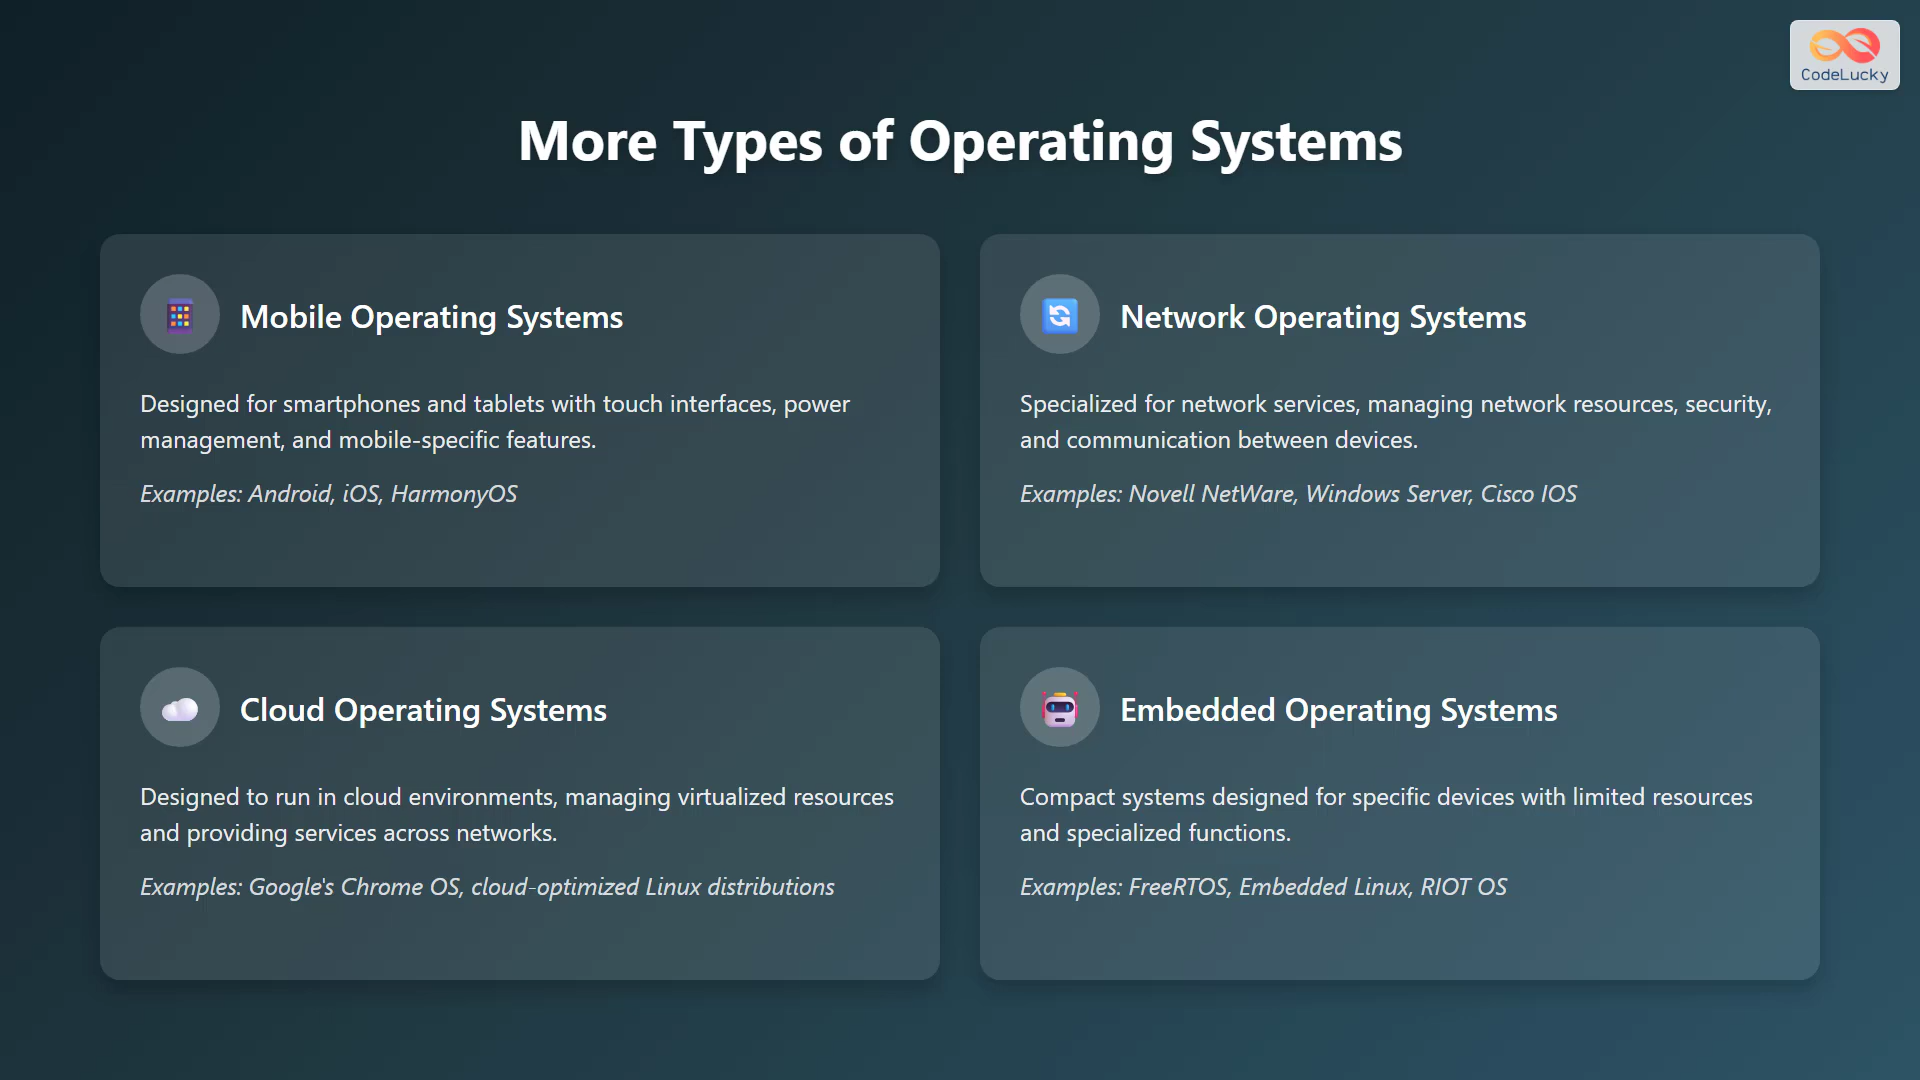 CodeLucky
More Types of Operating Systems
Mobile Operating Systems
Designed for smartphones and tablets with touch interfaces, power
management, and mobile-specific features.
Examples: Android, iOS, HarmonyOS
Network Operating Systems
Specialized for network services, managing network resources, security,
and communication between devices.
Examples: Novell NetWare, Windows Server, Cisco IOS
Cloud Operating Systems
Designed to run in cloud environments, managing virtualized resources
and providing services across networks.
Examples: Google's Chrome OS, cloud-optimized Linux distributions
Embedded Operating Systems
Compact systems designed for specific devices with limited resources
and specialized functions.
Examples: FreeRTOS, Embedded Linux, RIOT OS